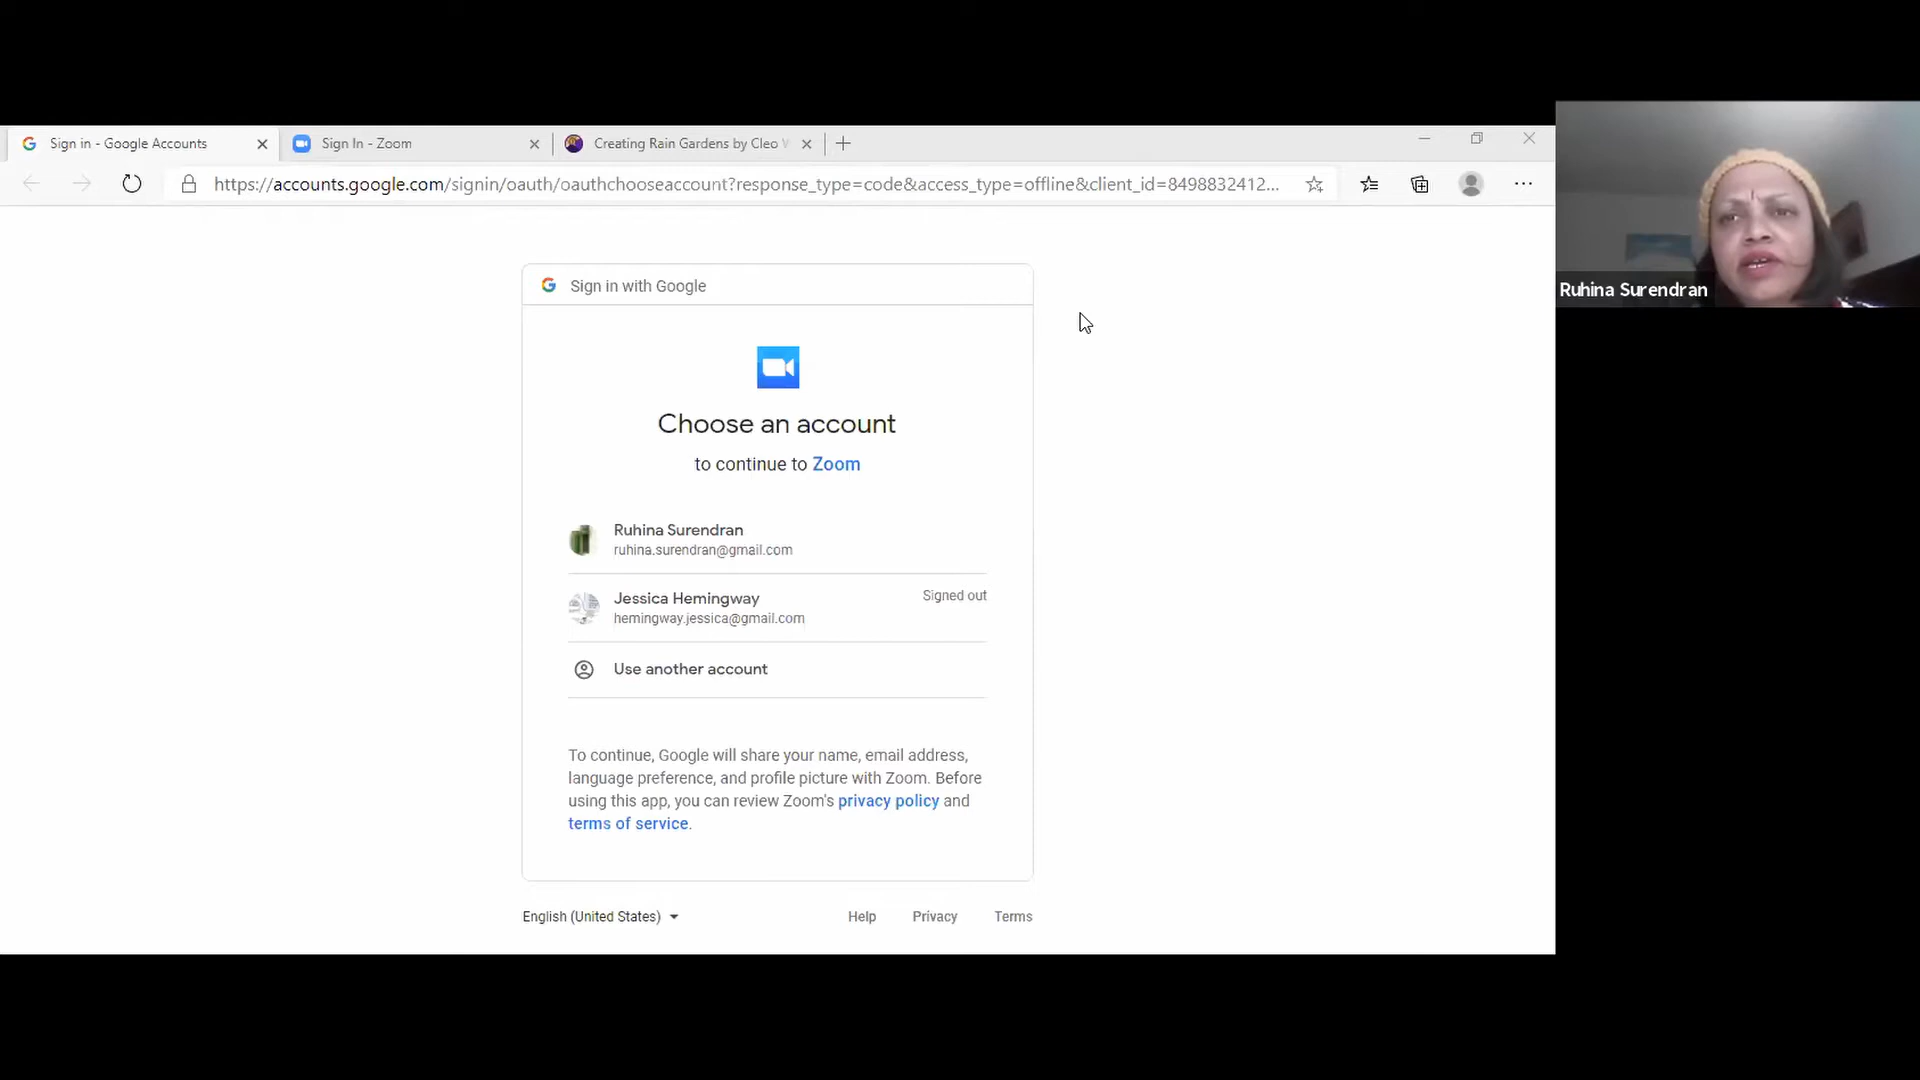 Sign in - Google Accounts
Sign In - Zoom
Creating Rain Gardens by Cleo W
https://accounts.google.com/signin/oauth/oauthchooseaccount?response_type=code&access_type=offline&client_id=8498832412...
Sign in with Google
Choose an account
to continue to Zoom
Ruhina Surendran
ruhina.surendran@gmail.com
Jessica Hemingway
Signed out
hemingway.jessica@gmail.com
Use another account
To continue, Google will share your name, email address,
language preference, and profile picture with Zoom. Before
using this app, you can review Zoom's privacy policy and
terms of service.
English (United States)
Help
Privacy
Terms
Ruhina Surendran